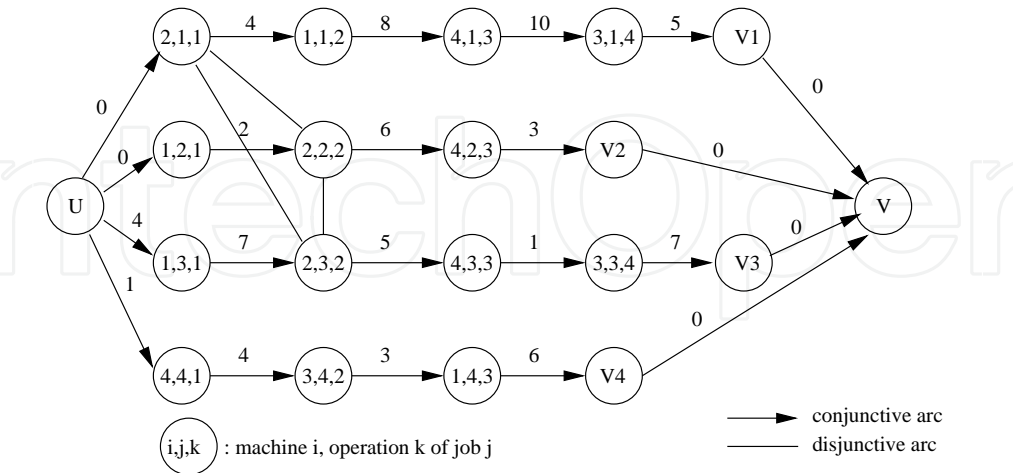 4 8 10 5
2,1,1 1,1,2 4,1,3 3,1,4 V1
0 0
2 6 3
0 1,2,1 2,2,2 4,2,3 V2 0
U V
4 7 5 1 7 0
1,3,1 2,3,2 4,3,3 3,3,4 V3
1 0
4 3 6
4,4,1 3,4,2 1,4,3 V4
i,j,k : machine i, operation k of job j
conjunctive arc
disjunctive arc
ntechOpen